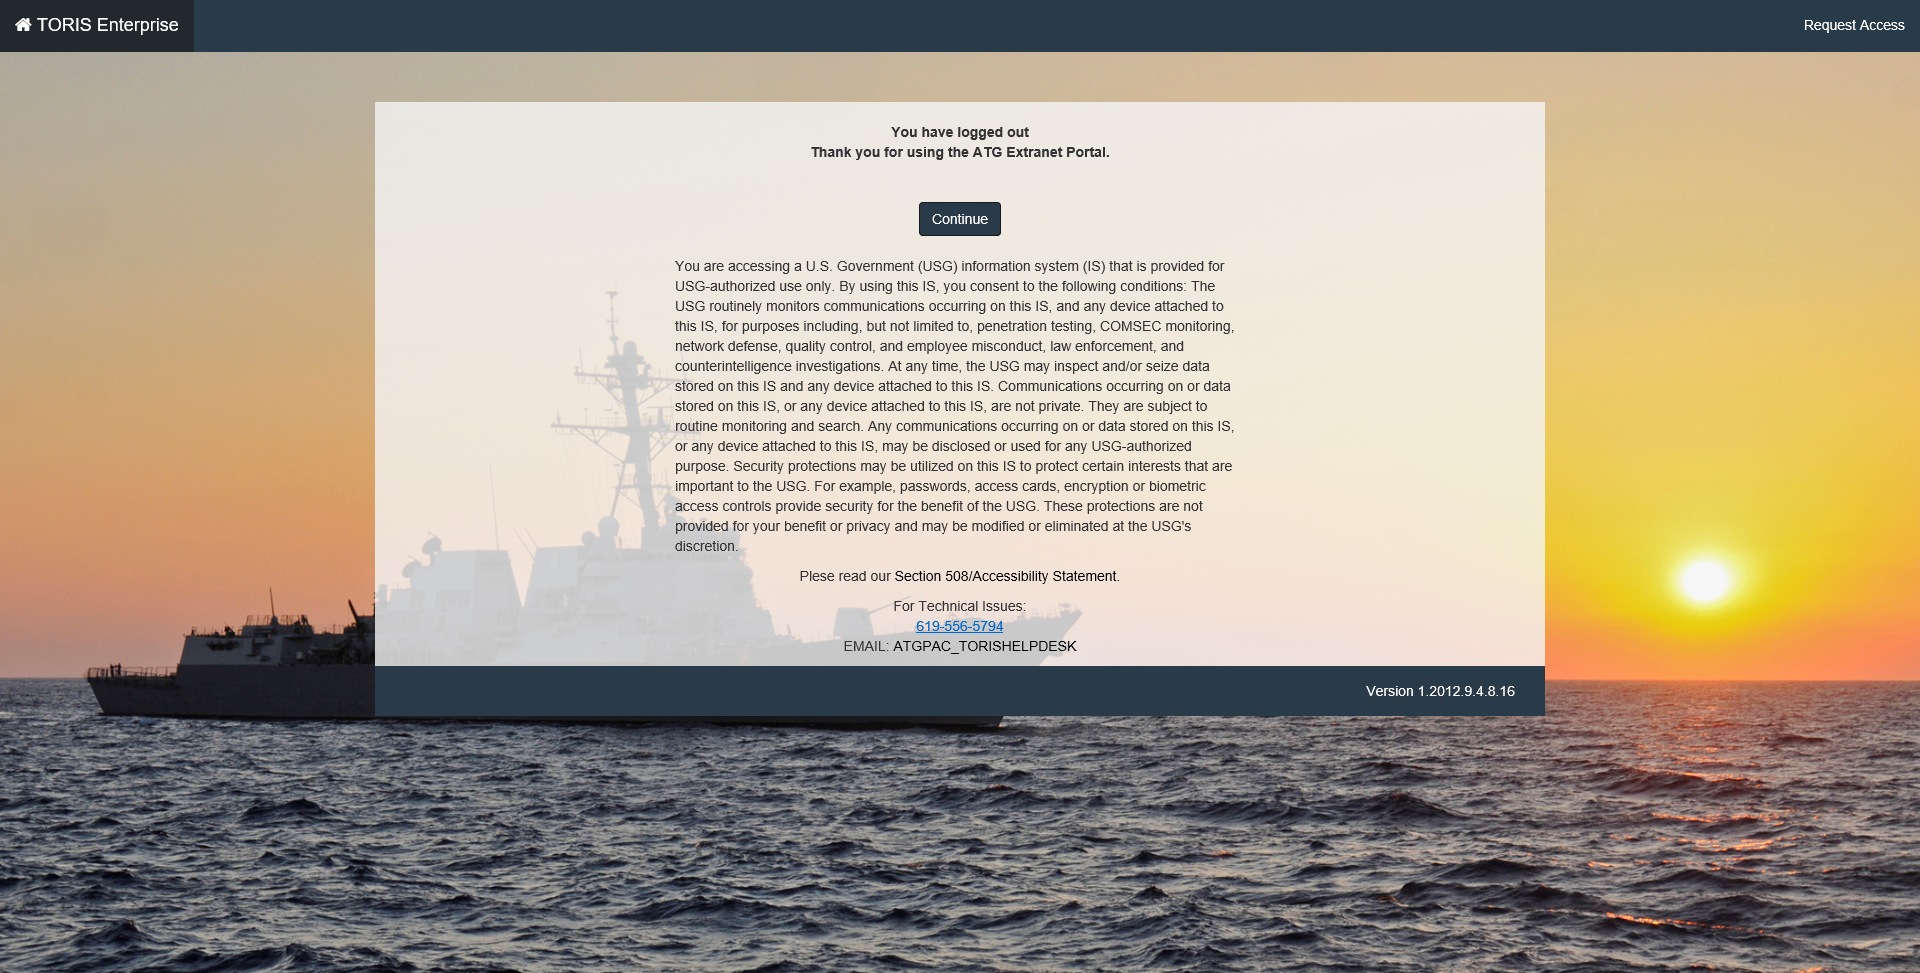 TORIS Enterprise
Request Access
You have logged out
Thank you for using the ATG Extranet Portal.
Continue
You are accessing a U.S. Government (USG) information system (IS) that is provided for
USG-authorized use only. By using this IS, you consent to the following conditions: The
USG routinely monitors communications occurring on this IS, and any device attached to
this IS, for purposes including, but not limited to, penetration testing, COMSEC monitoring,
network defense, quality control, and employee misconduct, law enforcement, and
counterintelligence investigations. At any time, the USG may inspect and/or seize data
stored on this IS and any device attached to this IS. Communications occurring on or data
stored on this IS, or any device attached to this IS, are not private. They are subject to
routine monitoring and search. Any communications occurring on or data stored on this IS,
or any device attached to this IS, may be disclosed or used for any USG-authorized
purpose. Security protections may be utilized on this IS to protect certain interests that are
important to the USG. For example, passwords, access cards, encryption or biometric
access controls provide security for the benefit of the USG. These protections are not
provided for your benefit or privacy and may be modified or eliminated at the USG's
discretion.
Plese read our Section 508/Accessibility Statement.
For Technical Issues:
619-556-5794
EMAIL: ATGPAC_TORISHELPDESK
Version 1.2012.9.4.8.16